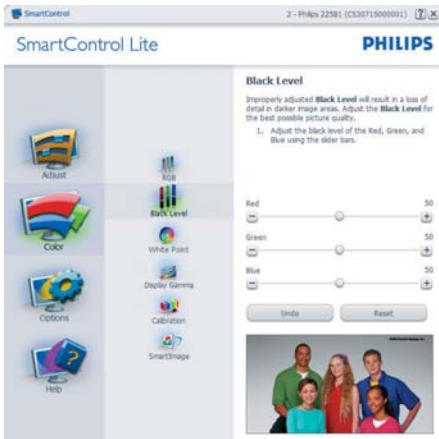 SmartControl
2 - Philips 225B1 (CS30715000001)
SmartControl Lite
PHILIPS
Adjust
Color
Options
Help
RGB
Black Level
White Point
Display Gamma
Calibration
SmartImage
Black Level
Improperly adjusted Black Level will result in a loss of
detail in darker image areas. Adjust the Black Level for
the best possible picture quality.
1. Adjust the black level of the Red, Green, and
Blue using the slider bars.
Red 50
Green 50
Blue 50
Undo Reset